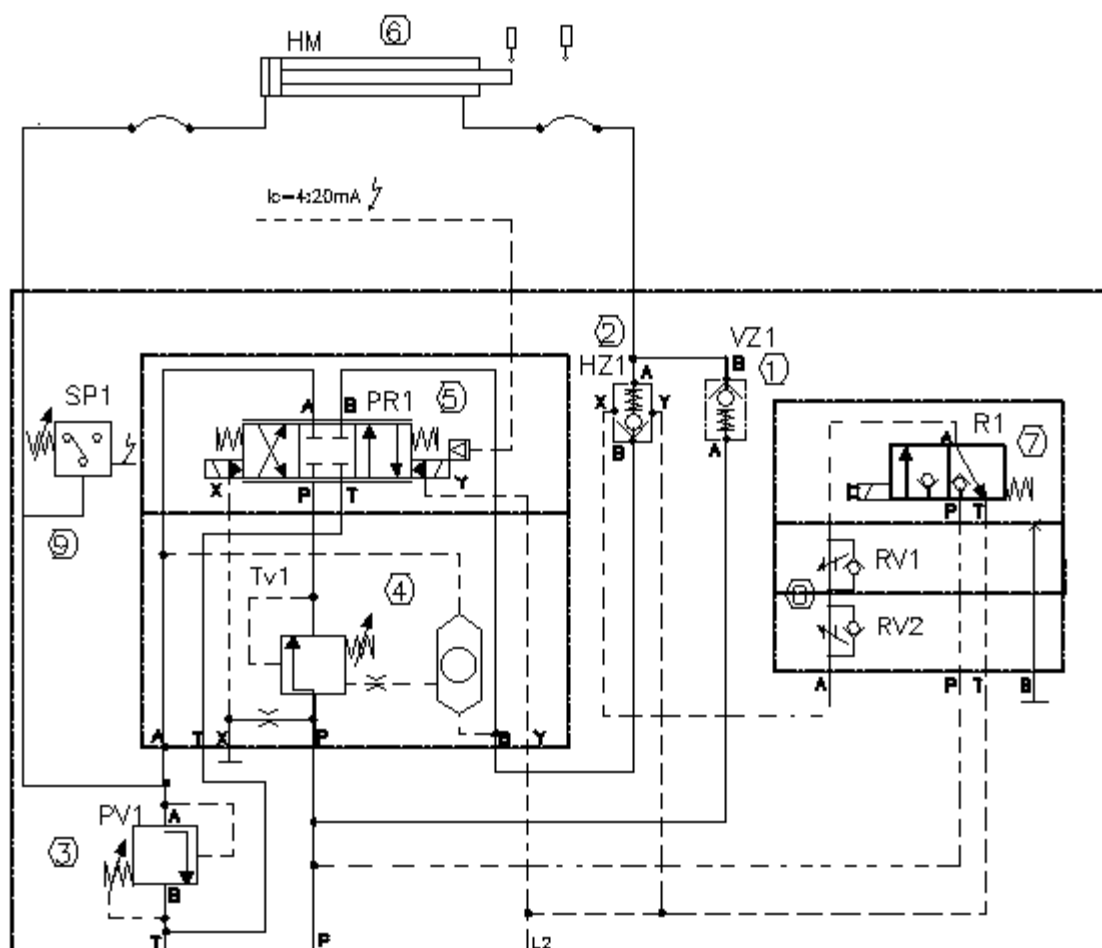 HM 6
Ic=4÷20mA
2 VZ1
HZ1 B 1
A
SP1 A B PR1 5 X Y R1 7
A
B A
X P T Y
P T
9
Tv1 4 RV1
8
RV2
A P T B
A T X P B Y
PV1 A
3
B
T P L2